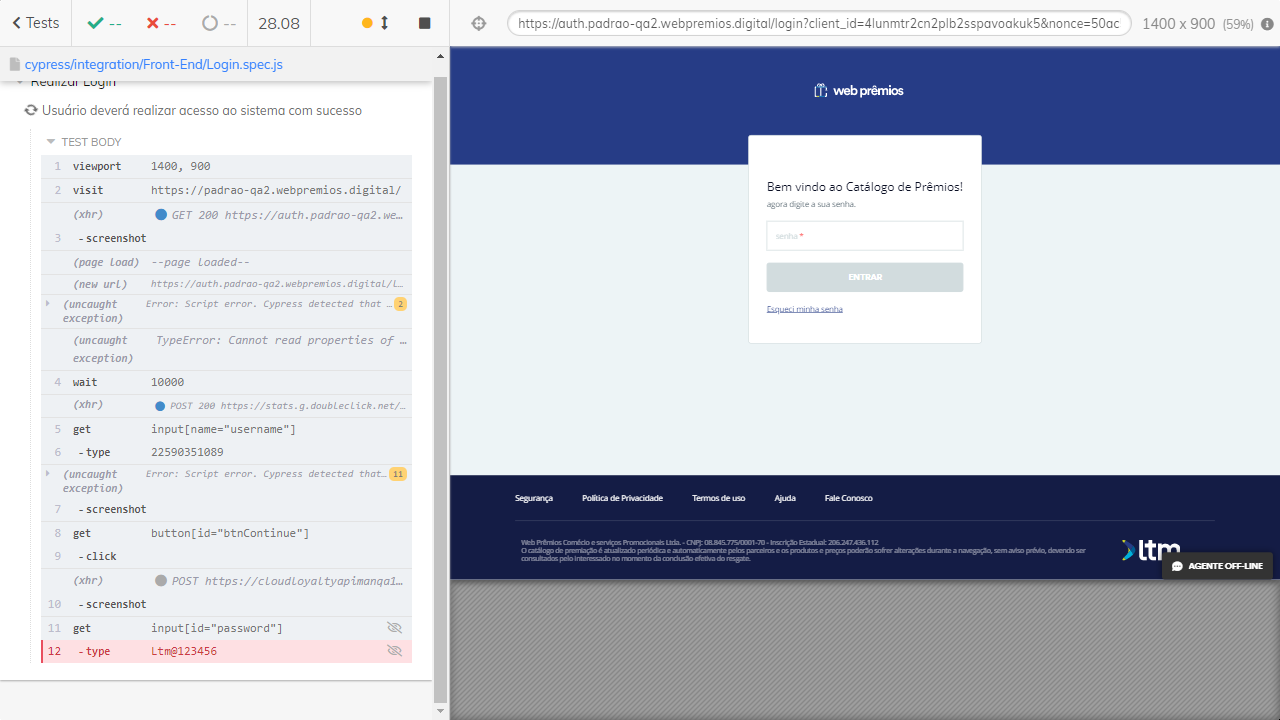 Tests
--
--
--
28.08
https://auth.padrao-qa2.webpremios.digital/login?client_id=4lunmtr2cn2plb2sspavoakuk5&nonce=50ac
1400 x 900 (59%)
cypress/integration/Front-End/Login.spec.js
Realizar Login
Usuário deverá realizar acesso ao sistema com sucesso
TEST BODY
1 viewport 1400, 900
2 visit https://padrao-qa2.webpremios.digital/
(xhr) GET 200 https://auth.padrao-qa2.we...
3 -screenshot
(page load) --page loaded--
(new url) https://auth.padrao-qa2.webpremios.digital/l...
(uncaught exception) Error: Script error. Cypress detected that ... 2
(uncaught exception) TypeError: Cannot read properties of ...
4 wait 10000
(xhr) POST 200 https://stats.g.doubleclick.net/...
5 get input[name="username"]
6 -type 22590351089
(uncaught exception) Error: Script error. Cypress detected that... 11
7 -screenshot
8 get button[id="btnContinue"]
9 -click
(xhr) POST https://cloudloyaltyapimanqa1...
10 -screenshot
11 get input[id="password"]
12 -type Ltm@123456
web prêmios
Bem vindo ao Catálogo de Prêmios!
agora digite a sua senha.
senha *
ENTRAR
Esqueci minha senha
Segurança Política de Privacidade Termos de uso Ajuda Fale Conosco
Web Prêmios Comécio e serviços Promocionais Ltda. - CNPJ: 08.845.775/0001-70 - Inscrição Estadual: 206.247.436.112
O catálogo de premiação é atualizado periódica e automaticamente pelos parceiros e os produtos e preços poderão sofrer alterações durante a navegação, sem aviso prévio, devendo ser
consultados pelo interessado no momento da conclusão efetiva do resgate.
ltm
AGENTE OFF-LINE